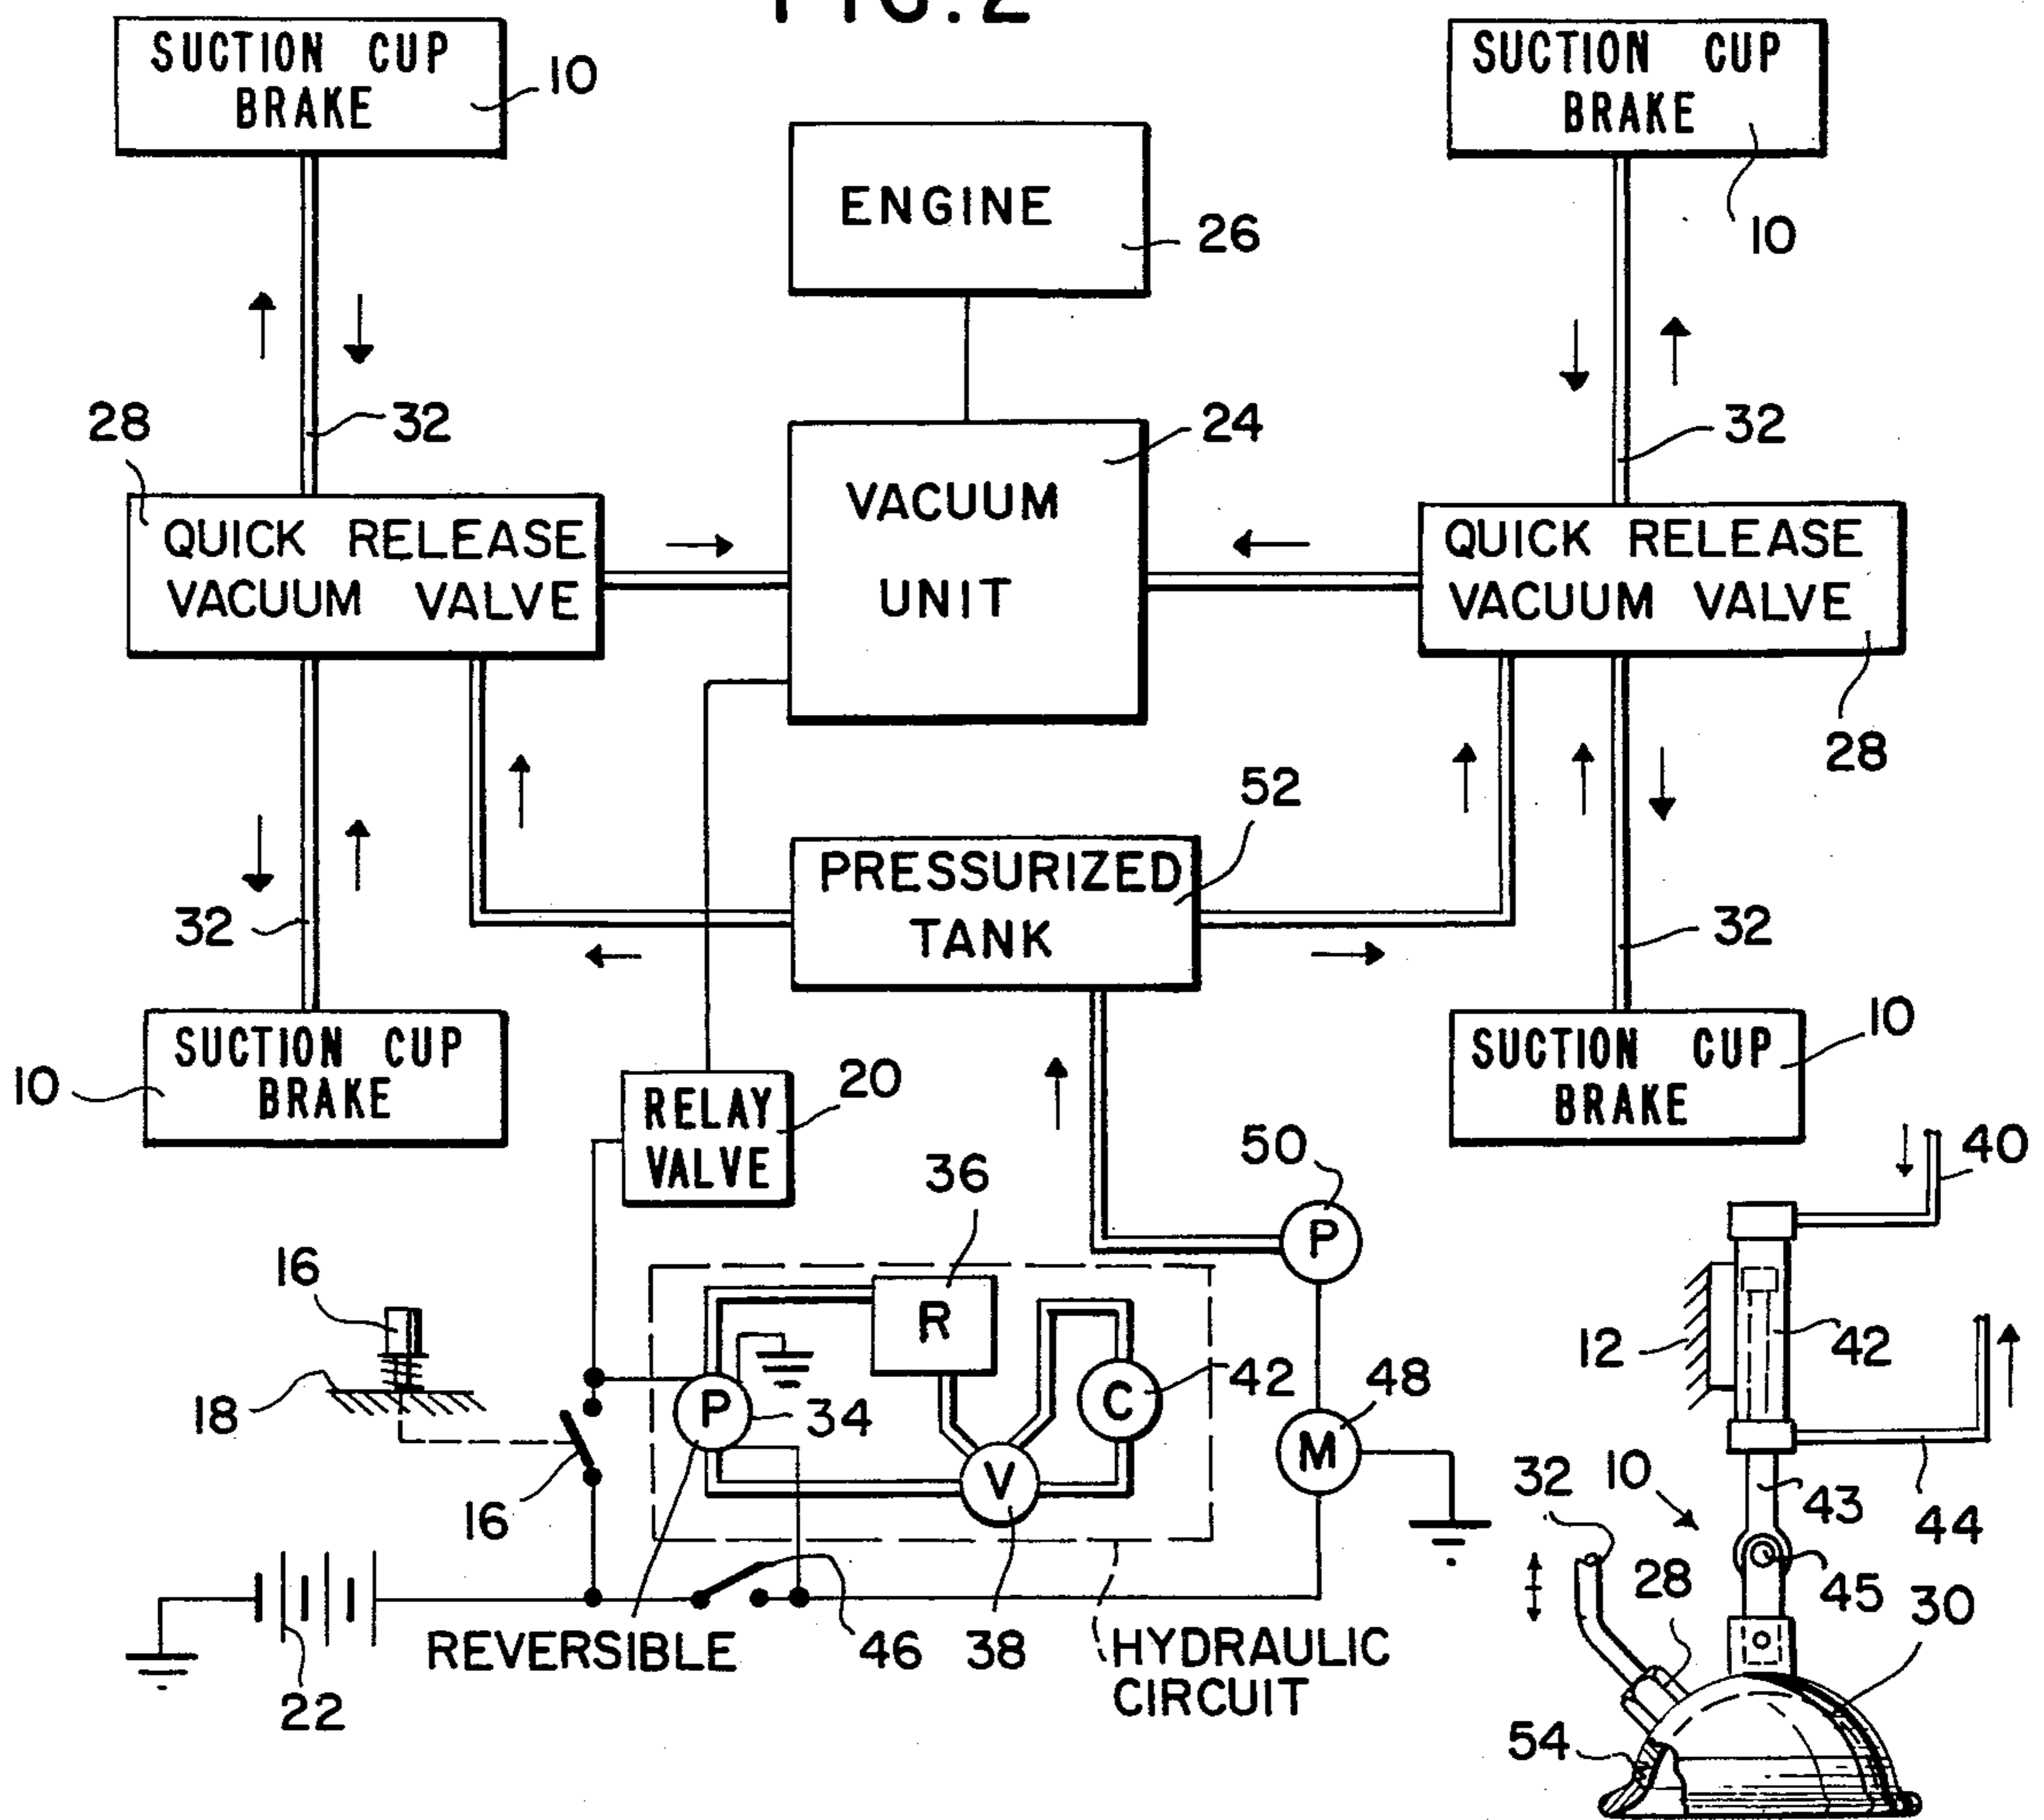 FIG. 2
SUCTION CUP
BRAKE
10
SUCTION CUP
BRAKE
10
ENGINE
26
28
32
24
32
QUICK RELEASE
VACUUM VALVE
VACUUM
UNIT
QUICK RELEASE
VACUUM VALVE
28
52
PRESSURIZED
TANK
32
32
SUCTION CUP
BRAKE
10
RELAY
VALVE
20
SUCTION CUP
BRAKE
10
50
P
40
36
R
16
18
16
P
34
C
42
V
48
M
12
42
32
10
43
44
28
45
30
22
REVERSIBLE
46
38
HYDRAULIC
CIRCUIT
54